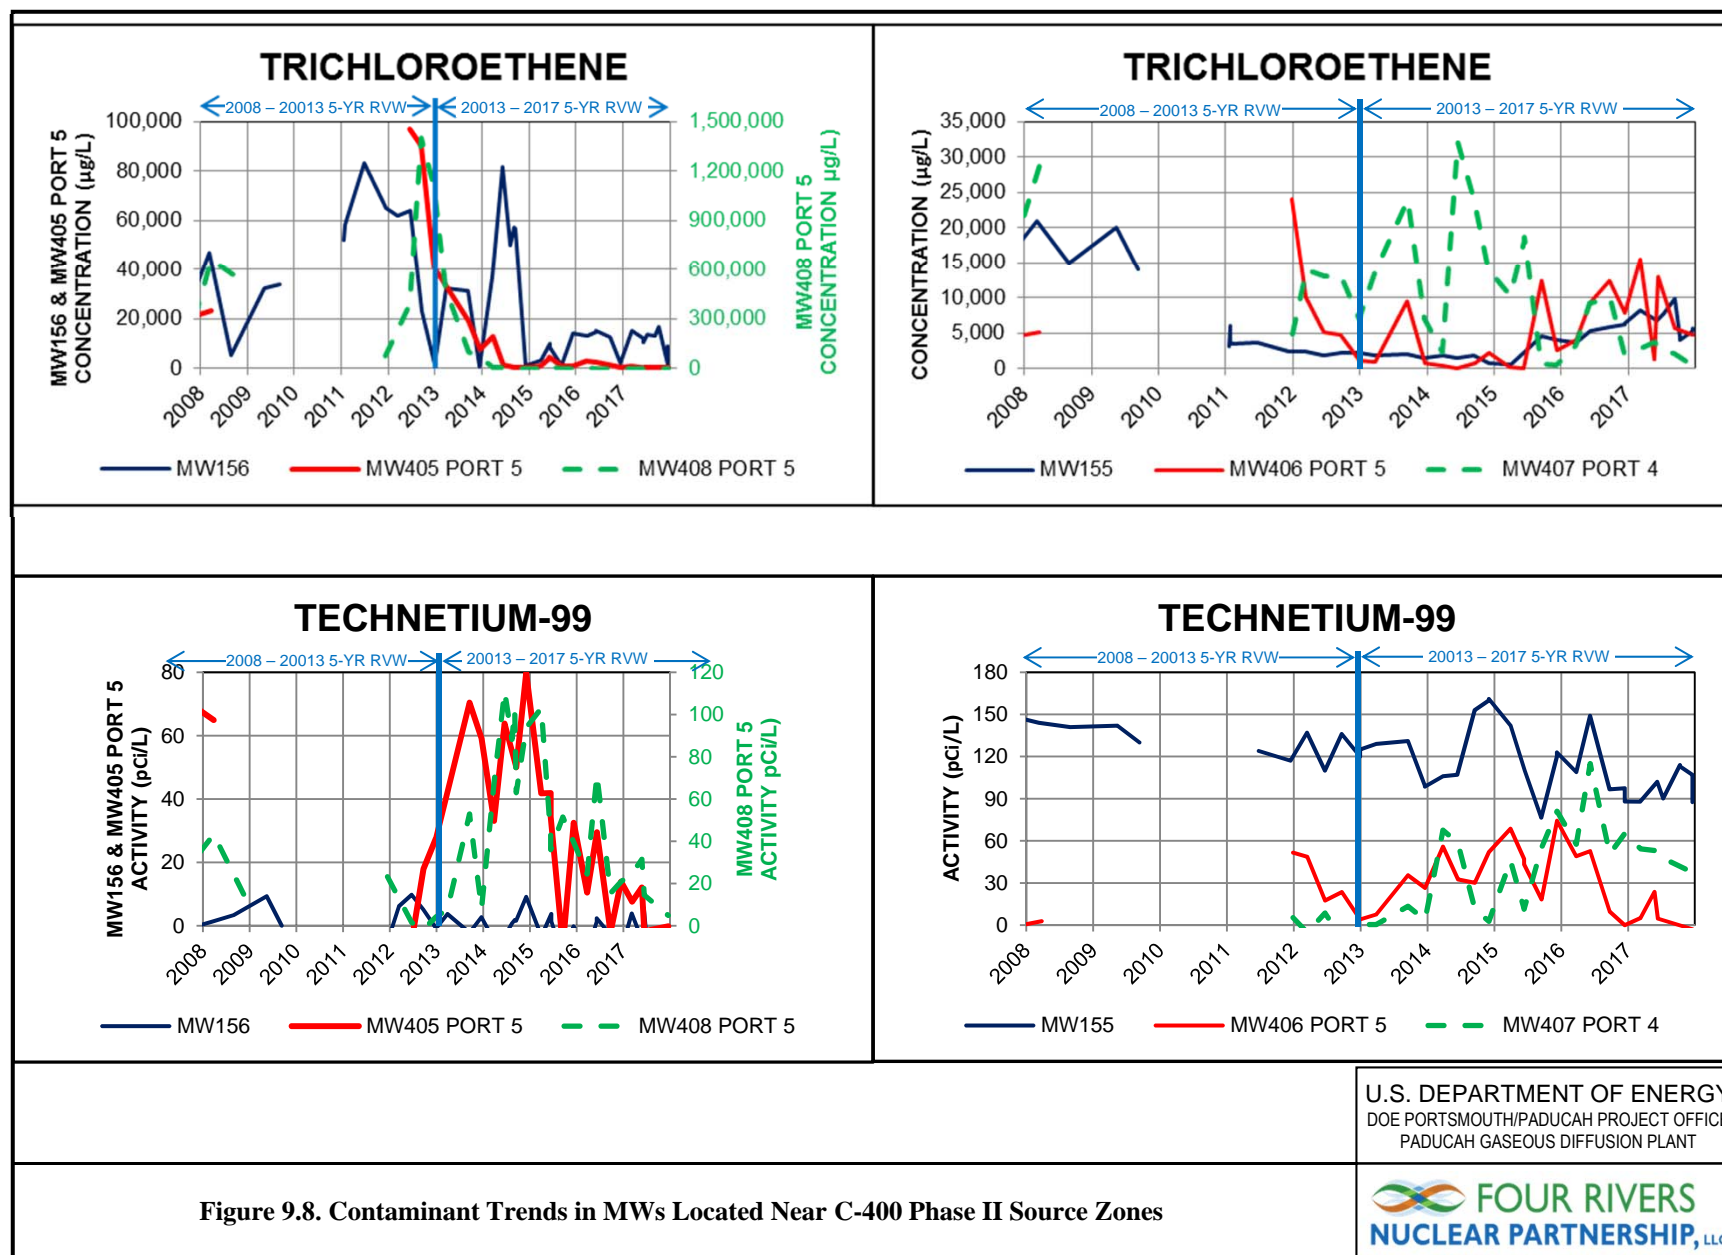 TRICHLOROETHENE
2008 – 20013 5-YR RVW
20013 – 2017 5-YR RVW
MW156 & MW405 PORT 5
CONCENTRATION (µg/L)
100,000
80,000
60,000
40,000
20,000
0
1,500,000
1,200,000
900,000
600,000
300,000
0
MW408 PORT 5
CONCENTRATION µg/L)
2008
2009
2010
2011
2012
2013
2014
2015
2016
2017
MW156
MW405 PORT 5
MW408 PORT 5
TRICHLOROETHENE
2008 – 20013 5-YR RVW
20013 – 2017 5-YR RVW
CONCENTRATION (µg/L)
35,000
30,000
25,000
20,000
15,000
10,000
5,000
0
2008
2009
2010
2011
2012
2013
2014
2015
2016
2017
MW155
MW406 PORT 5
MW407 PORT 4
TECHNETIUM-99
2008 – 20013 5-YR RVW
20013 – 2017 5-YR RVW
MW156 & MW405 PORT 5
ACTIVITY (pCi/L)
80
60
40
20
0
120
100
80
60
40
20
0
MW408 PORT 5
ACTIVITY pCi/L)
2008
2009
2010
2011
2012
2013
2014
2015
2016
2017
MW156
MW405 PORT 5
MW408 PORT 5
TECHNETIUM-99
2008 – 20013 5-YR RVW
20013 – 2017 5-YR RVW
ACTIVITY (pCi/L)
180
150
120
90
60
30
0
2008
2009
2010
2011
2012
2013
2014
2015
2016
2017
MW155
MW406 PORT 5
MW407 PORT 4
U.S. DEPARTMENT OF ENERGY
DOE PORTSMOUTH/PADUCAH PROJECT OFFIC
PADUCAH GASEOUS DIFFUSION PLANT
Figure 9.8. Contaminant Trends in MWs Located Near C-400 Phase II Source Zones
FOUR RIVERS
NUCLEAR PARTNERSHIP, LLC